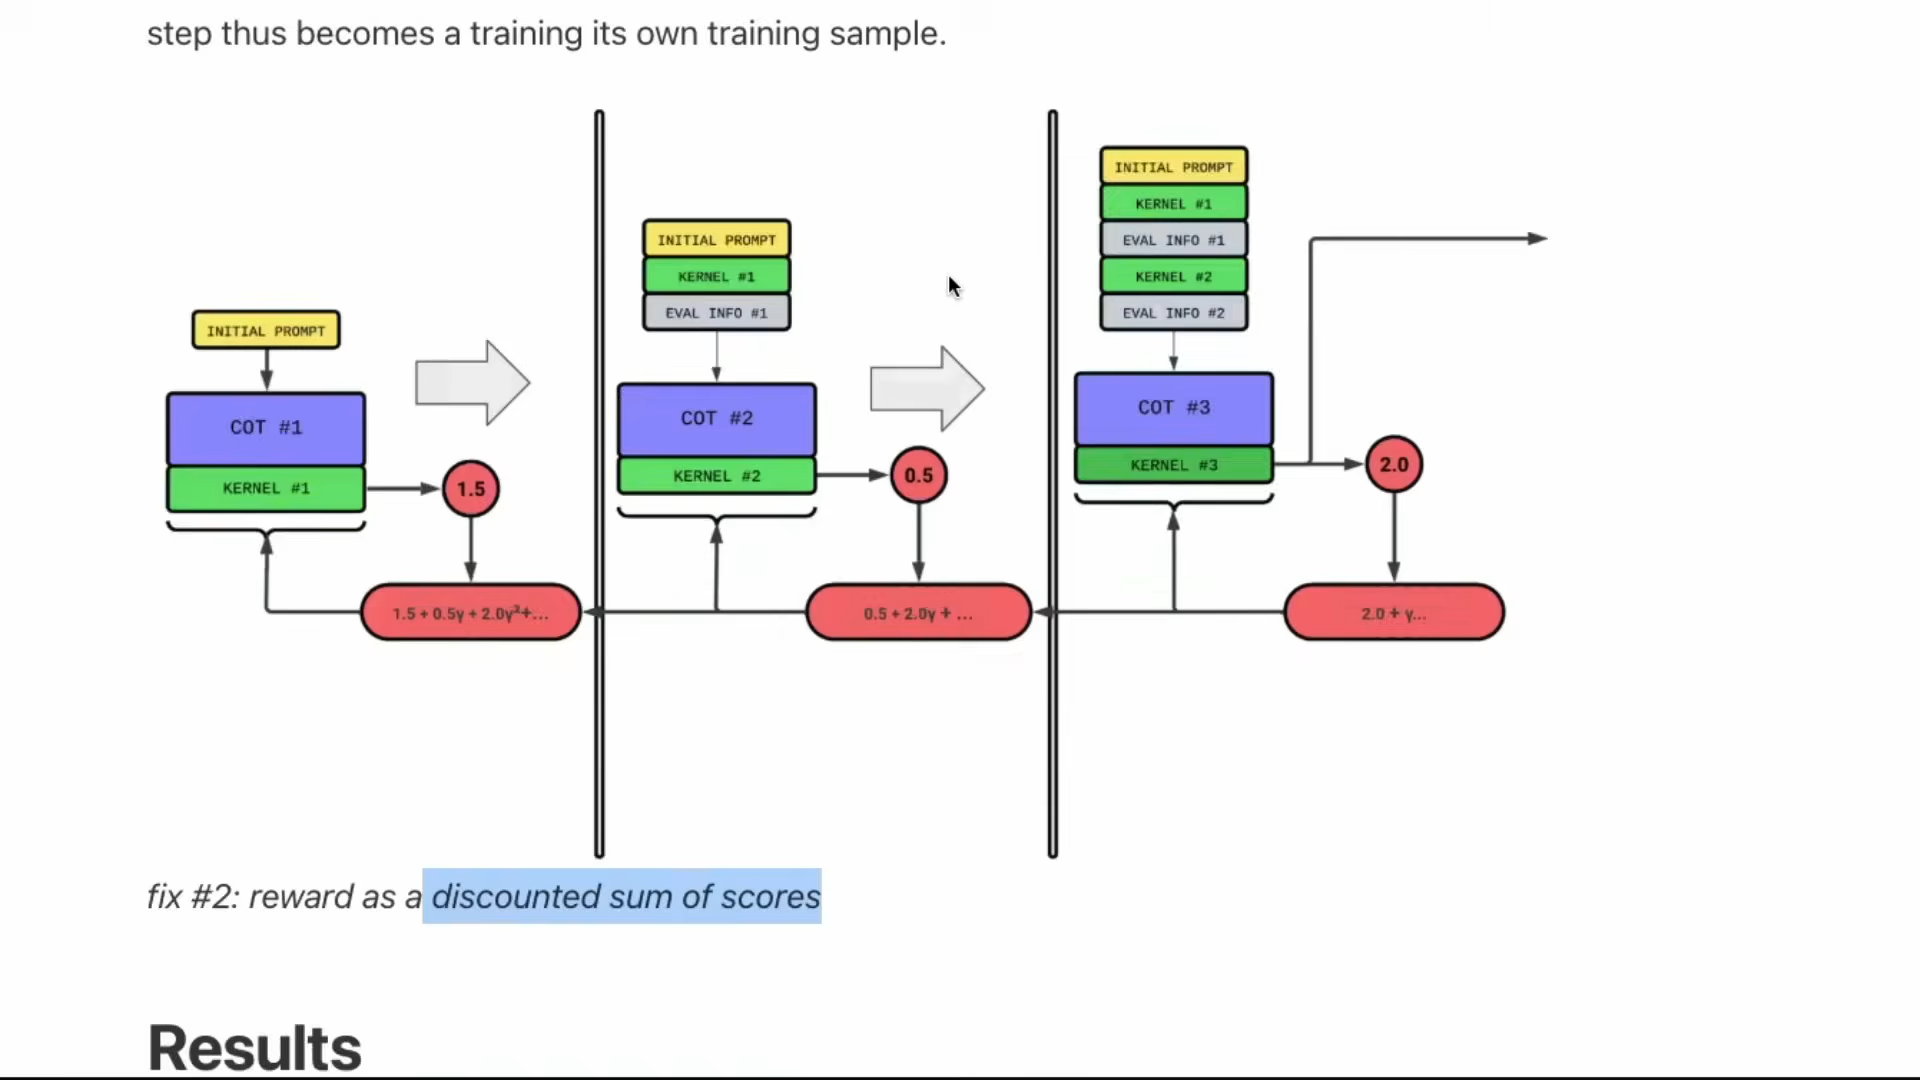 step thus becomes a training its own training sample.
INITIAL PROMPT
COT #1
KERNEL #1
1.5
1.5 + 0.5γ + 2.0γ²+...
INITIAL PROMPT
KERNEL #1
EVAL INFO #1
COT #2
KERNEL #2
0.5
0.5 + 2.0γ + ...
INITIAL PROMPT
KERNEL #1
EVAL INFO #1
KERNEL #2
EVAL INFO #2
COT #3
KERNEL #3
2.0
2.0 + γ...
fix #2: reward as a discounted sum of scores
Results